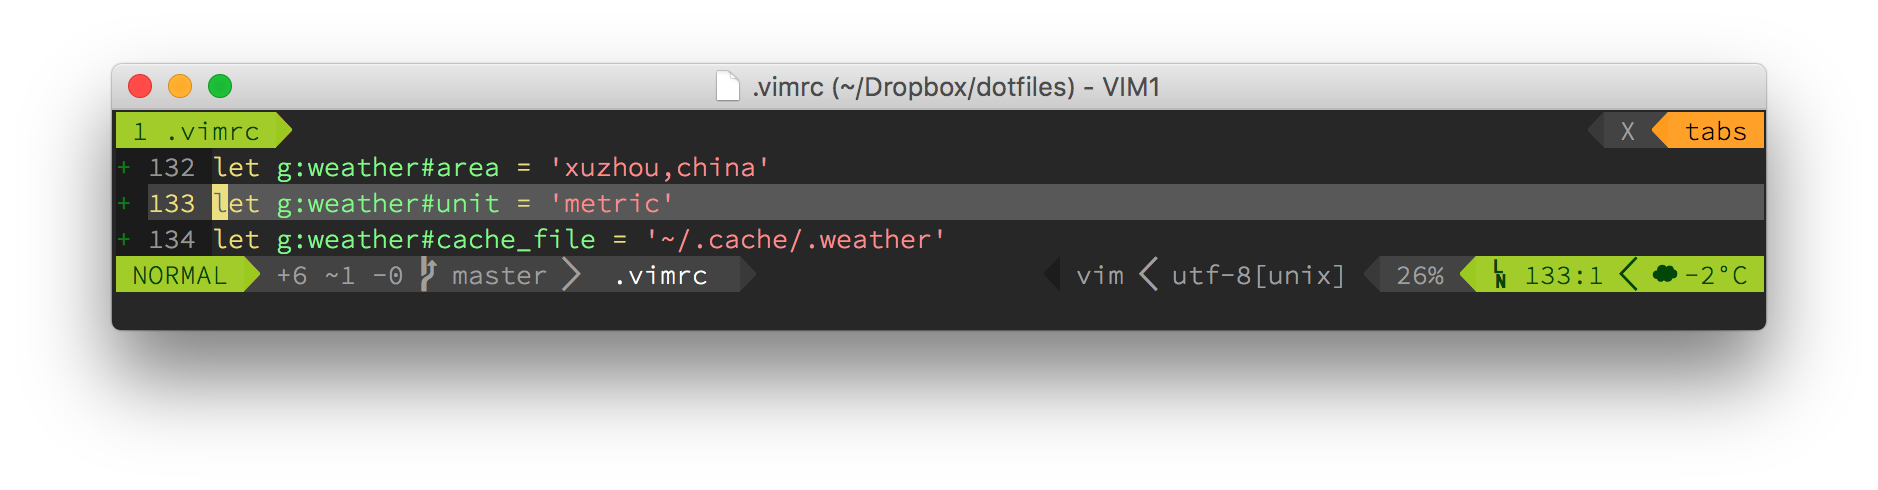 .vimrc (~/Dropbox/dotfiles) - VIM1
1 .vimrc X tabs
+ 132 let g:weather#area = 'xuzhou,china'
+ 133 let g:weather#unit = 'metric'
+ 134 let g:weather#cache_file = '~/.cache/.weather'
NORMAL +6 ~1 -0 master .vimrc vim utf-8[unix] 26% LN 133:1 -2°C